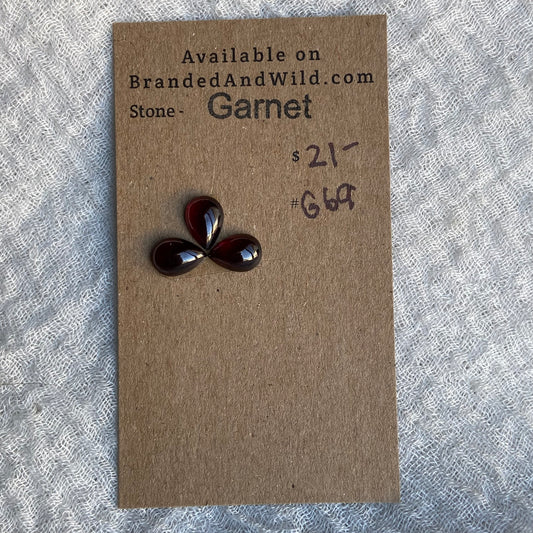 Available on
BrandedAndWild.com
Stone - Garnet
$ 21-
# G69